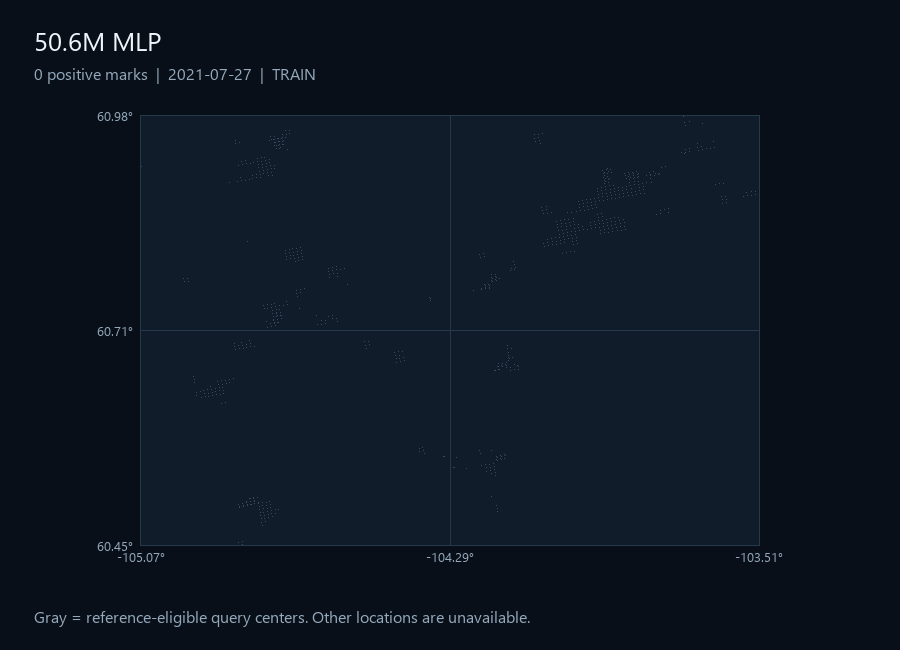 50.6M MLP
0 positive marks | 2021-07-27 | TRAIN
60.98°
60.71°
60.45°
-105.07° -104.29° -103.51°
Gray = reference-eligible query centers. Other locations are unavailable.